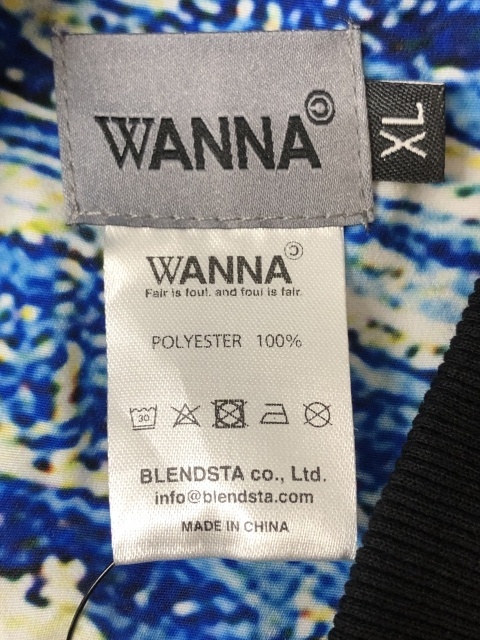 WANNA©
XL
WANNA©
Fair is foul. and foul is fair.
POLYESTER 100%
30
BLENDSTA co., Ltd.
info@blendsta.com
MADE IN CHINA